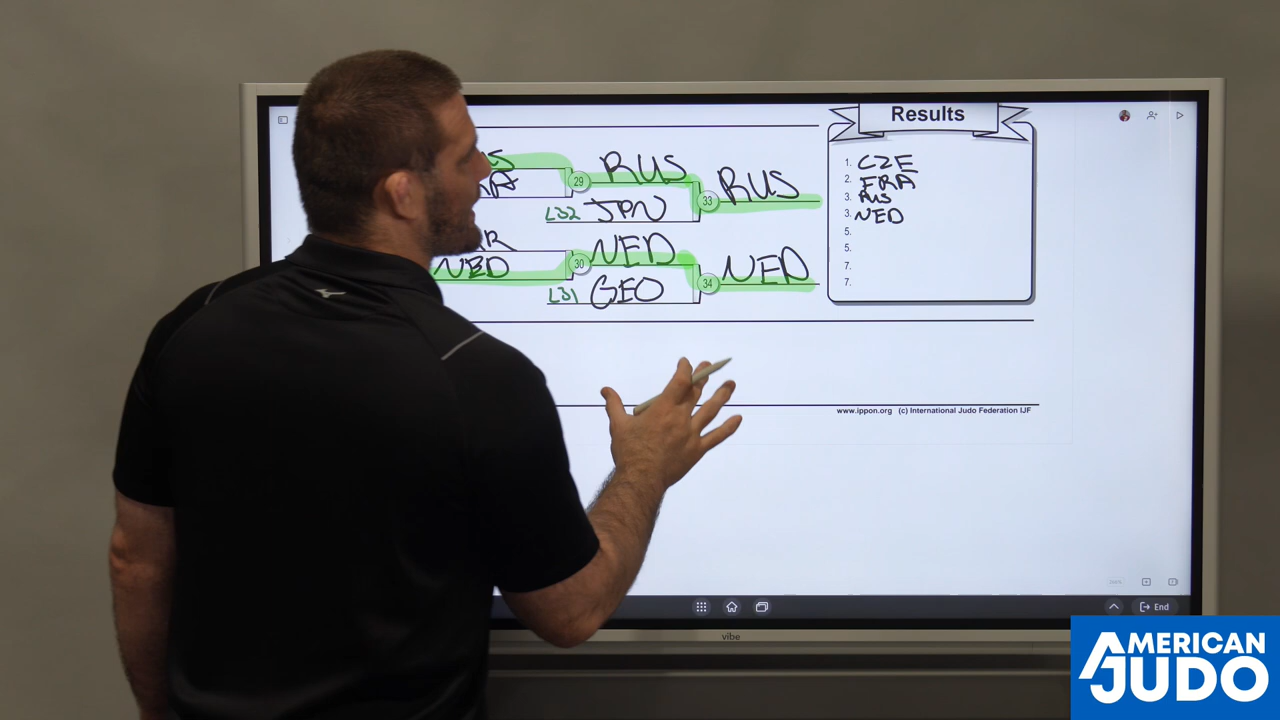 Results
1. CZE
2. FRA
3. RUS
3. NED
5.
5.
7.
7.
29 RUS
33 RUS
L32 JPN
NED
30 NED
34 NED
L31 GEO
www.ippon.org (c) International Judo Federation IJF
End
vibe
AMERICAN
JUDO